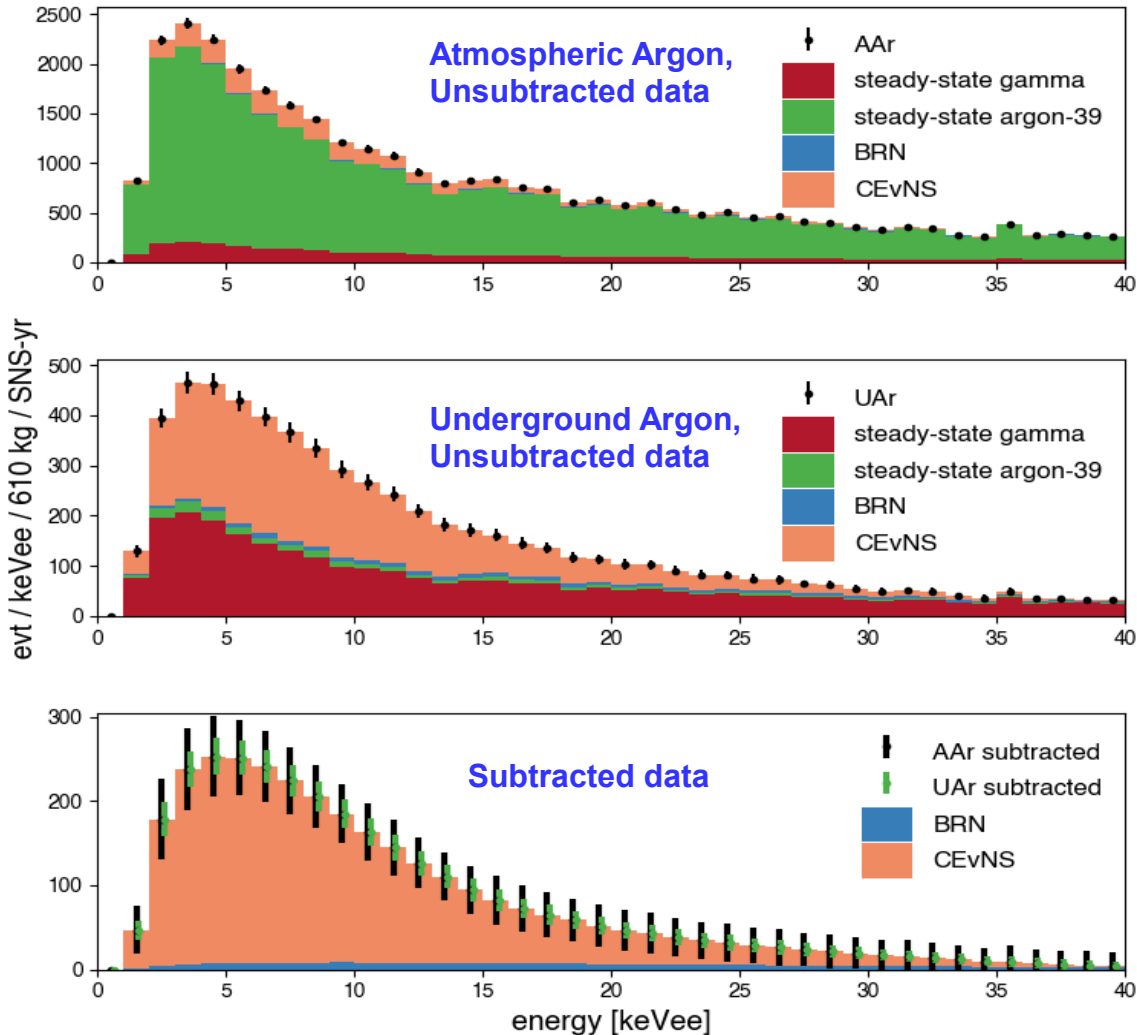 Atmospheric Argon,
Unsubtracted data
AAr
steady-state gamma
steady-state argon-39
BRN
CEvNS
2500
2000
1500
1000
500
0
0 5 10 15 20 25 30 35 40
evt / keVee / 610 kg / SNS-yr
Underground Argon,
Unsubtracted data
UAr
steady-state gamma
steady-state argon-39
BRN
CEvNS
500
400
300
200
100
0
0 5 10 15 20 25 30 35 40
Subtracted data
AAr subtracted
UAr subtracted
BRN
CEvNS
300
200
100
0
0 5 10 15 20 25 30 35 40
energy [keVee]